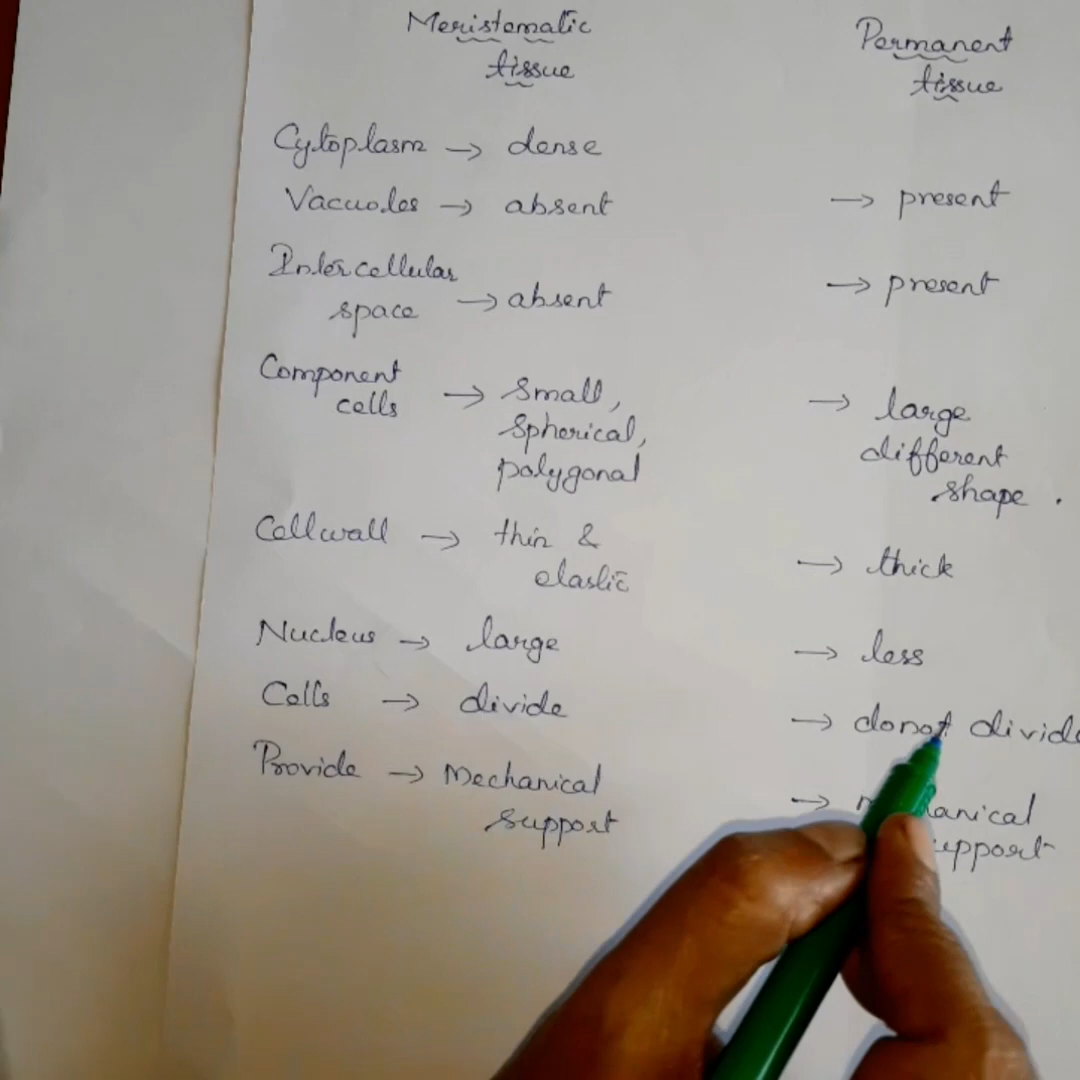 Meristematic
tissue
Permanent
tissue
Cytoplasm → dense
Vacuoles → absent → present
Intercellular
space → absent → present
Component
cells → small,
spherical,
polygonal
→ large
different
shape .
Cellwall → thin &
elastic
→ thick
Nucleus → large → less
Cells → divide → donot divide
Provide → Mechanical
support
→
support